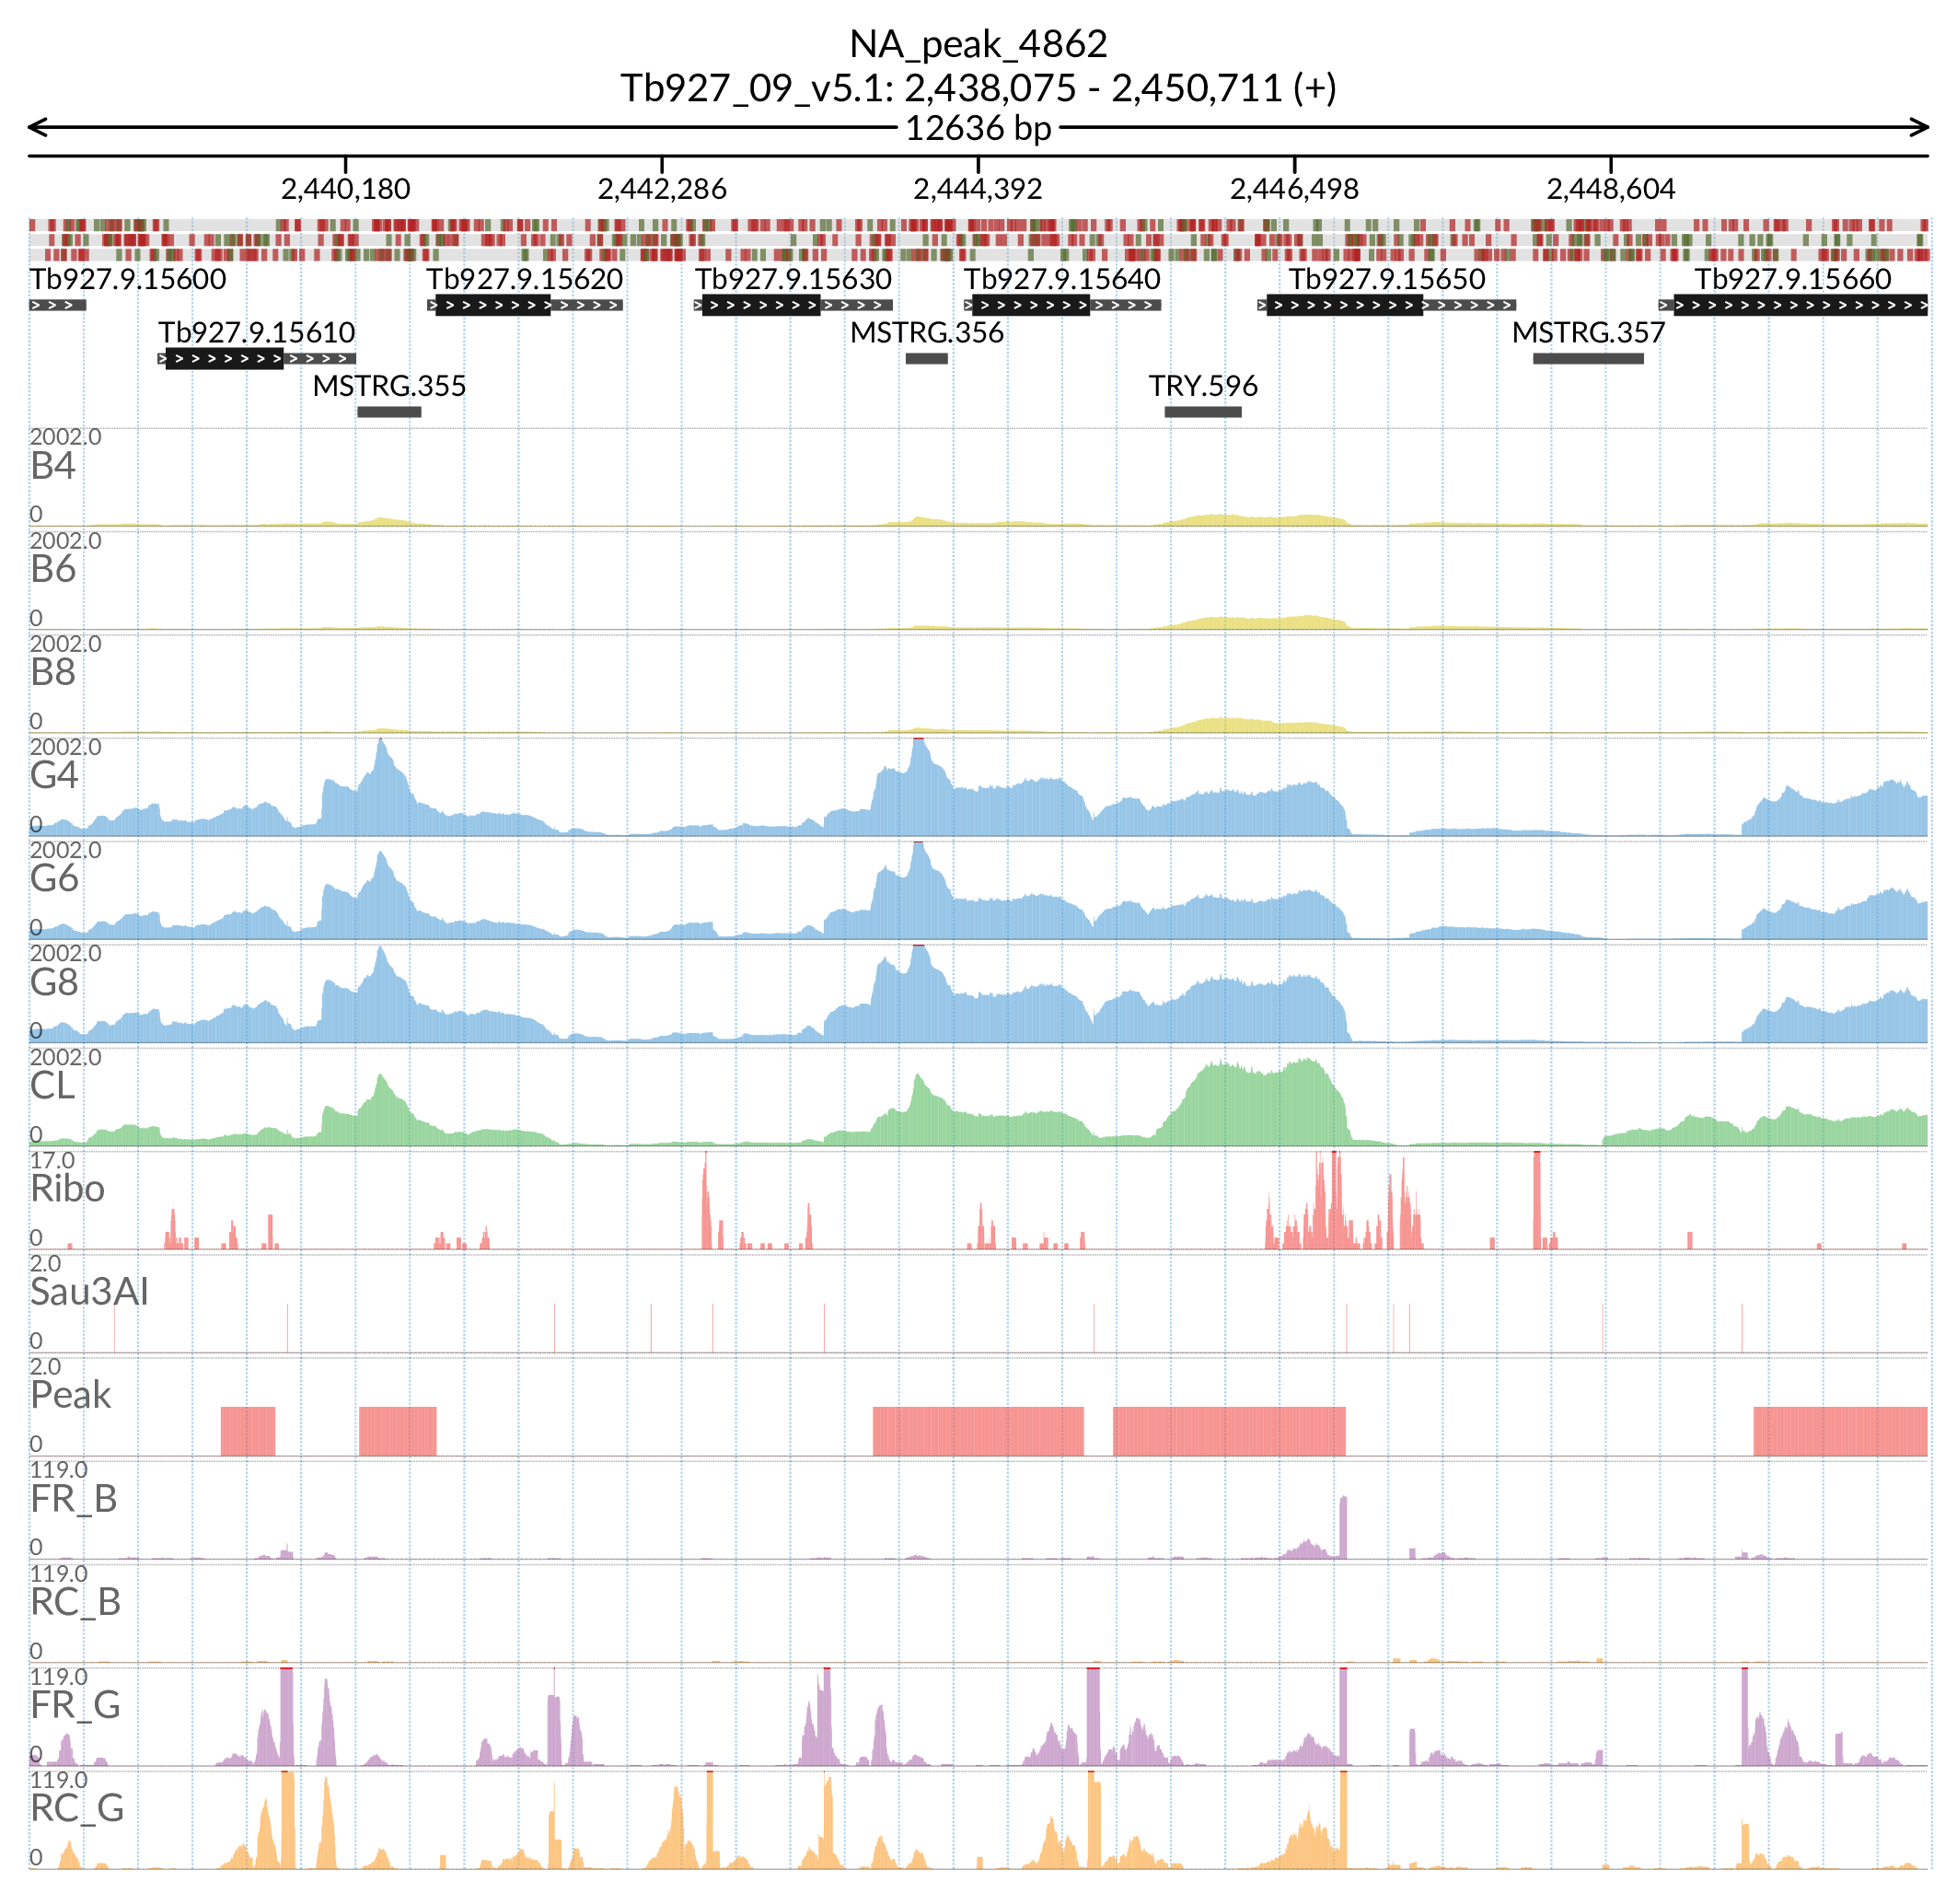 NA_peak_4862
Tb927_09_v5.1: 2,438,075 - 2,450,711 (+)
12636 bp
2,440,180 2,442,286 2,444,392 2,446,498 2,448,604
Tb927.9.15600 Tb927.9.15620 Tb927.9.15630 Tb927.9.15640 Tb927.9.15650 Tb927.9.15660
Tb927.9.15610 MSTRG.356 MSTRG.357
MSTRG.355 TRY.596
2002.0
B4
0
2002.0
B6
0
2002.0
B8
0
2002.0
G4
0
2002.0
G6
0
2002.0
G8
0
2002.0
CL
0
17.0
Ribo
0
2.0
Sau3AI
0
2.0
Peak
0
119.0
FR_B
0
119.0
RC_B
0
119.0
FR_G
0
119.0
RC_G
0